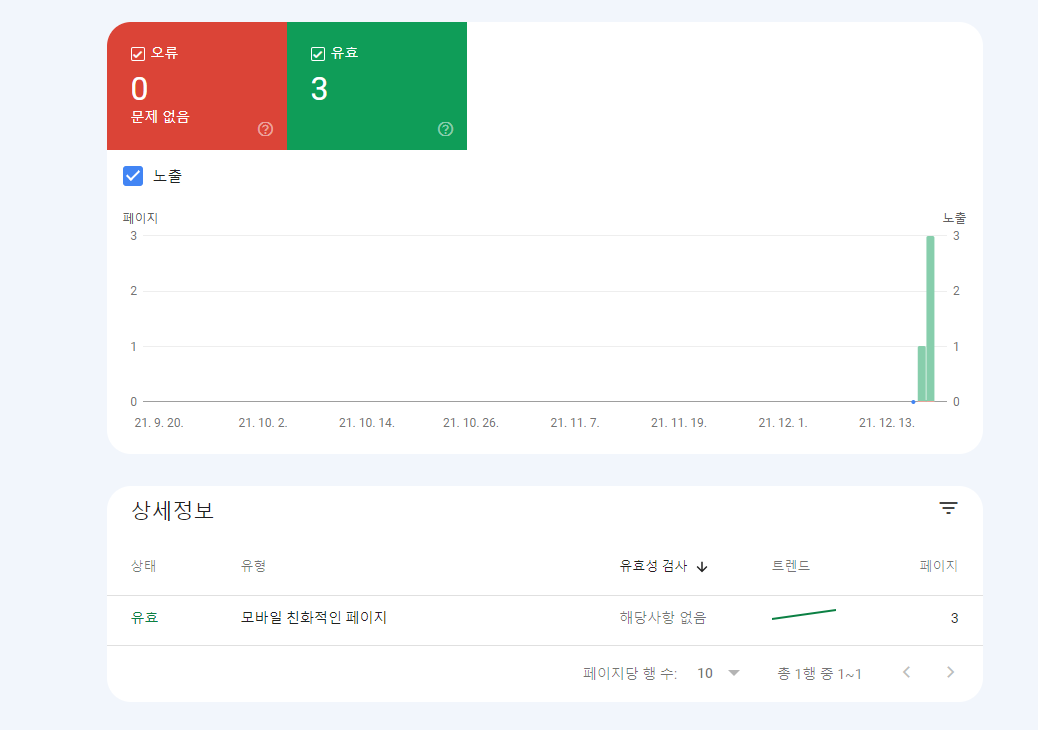 오류
유효
0
3
문제 없음
노출
페이지
노출
3
3
2
2
1
1
0
0
21. 9. 20.
21. 10. 2.
21. 10. 14.
21. 10. 26.
21. 11. 7.
21. 11. 19.
21. 12. 1.
21. 12. 13.
상세정보
상태
유형
유효성 검사
트렌드
페이지
유효
모바일 친화적인 페이지
해당사항 없음
3
페이지당 행 수:
10
총 1행 중 1~1